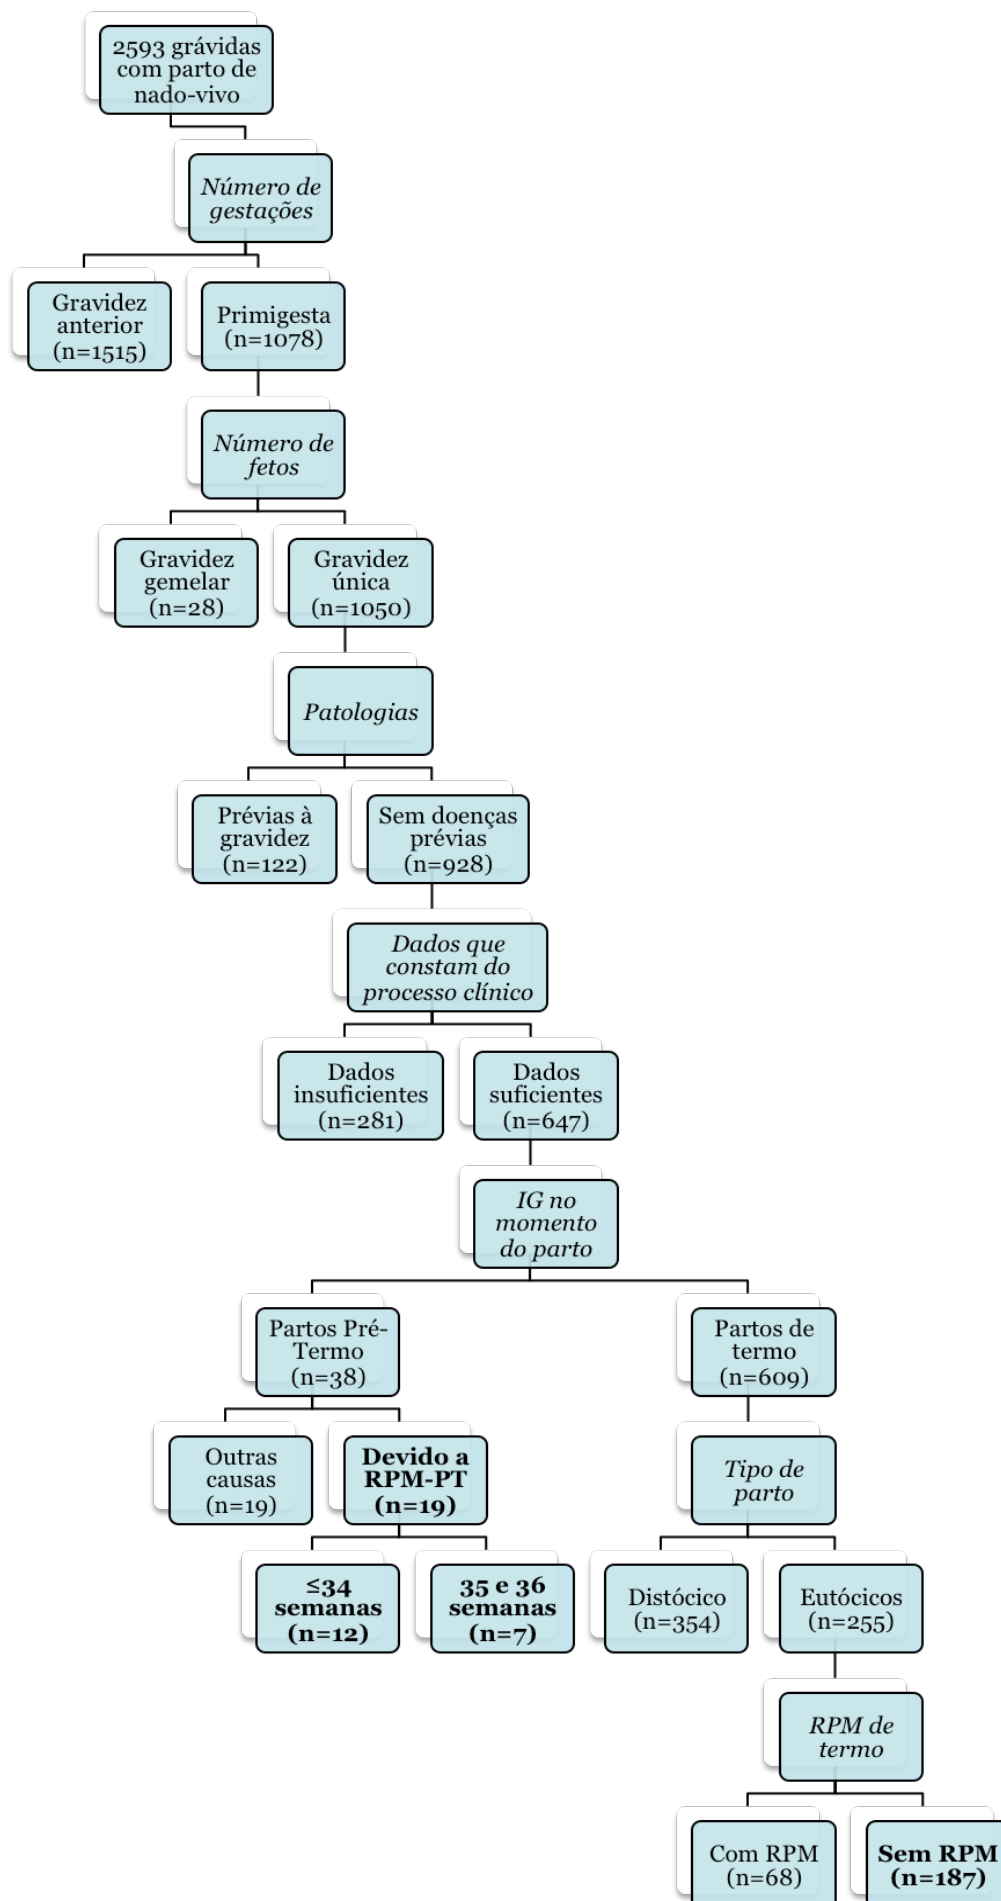 2593 grávidas
com parto de
nado-vivo
Número de
gestações
Gravidez
anterior
(n=1515)
Primigesta
(n=1078)
Número de
fetos
Gravidez
gemelar
(n=28)
Gravidez
única
(n=1050)
Patologias
Prévias à
gravidez
(n=122)
Sem doenças
prévias
(n=928)
Dados que
constam do
processo clínico
Dados
insuficientes
(n=281)
Dados
suficientes
(n=647)
IG no
momento
do parto
Partos Pré-
Termo
(n=38)
Partos de
termo
(n=609)
Outras
causas
(n=19)
Devido a
RPM-PT
(n=19)
Tipo de
parto
≤34
semanas
(n=12)
35 e 36
semanas
(n=7)
Distócico
(n=354)
Eutócicos
(n=255)
RPM de
termo
Com RPM
(n=68)
Sem RPM
(n=187)